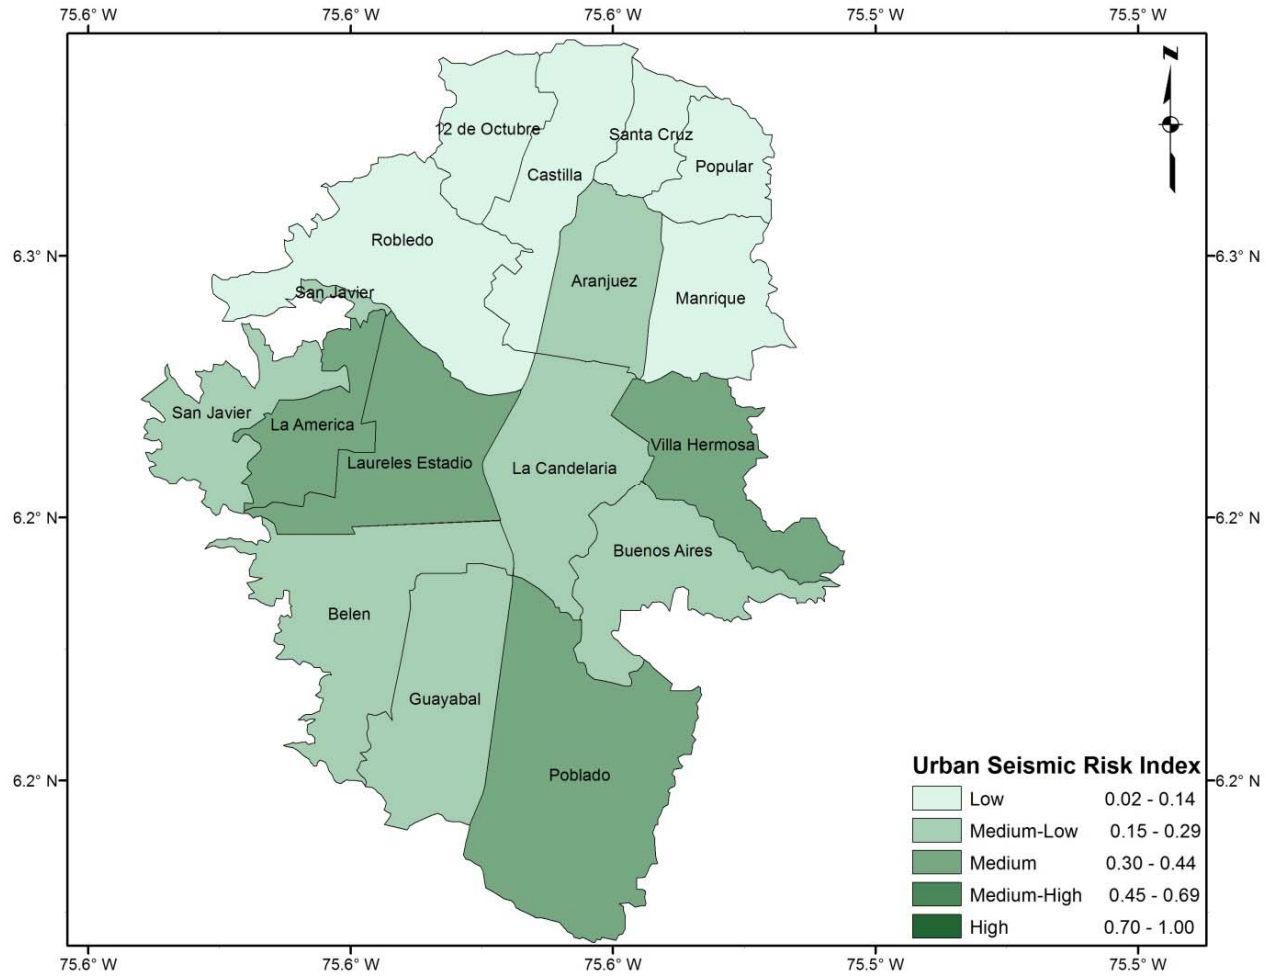 75.6° W 75.6° W 75.6° W 75.5° W 75.5° W
N
12 de Octubre
Santa Cruz
Popular
Castilla
Robledo
6.3° N 6.3° N
Aranjuez
San Javier
Manrique
San Javier
La America
Villa Hermosa
Laureles Estadio
La Candelaria
6.2° N 6.2° N
Buenos Aires
Belen
Guayabal
Poblado
6.2° N 6.2° N
Urban Seismic Risk Index
Low 0.02 - 0.14
Medium-Low 0.15 - 0.29
Medium 0.30 - 0.44
Medium-High 0.45 - 0.69
High 0.70 - 1.00
75.6° W 75.6° W 75.6° W 75.5° W 75.5° W